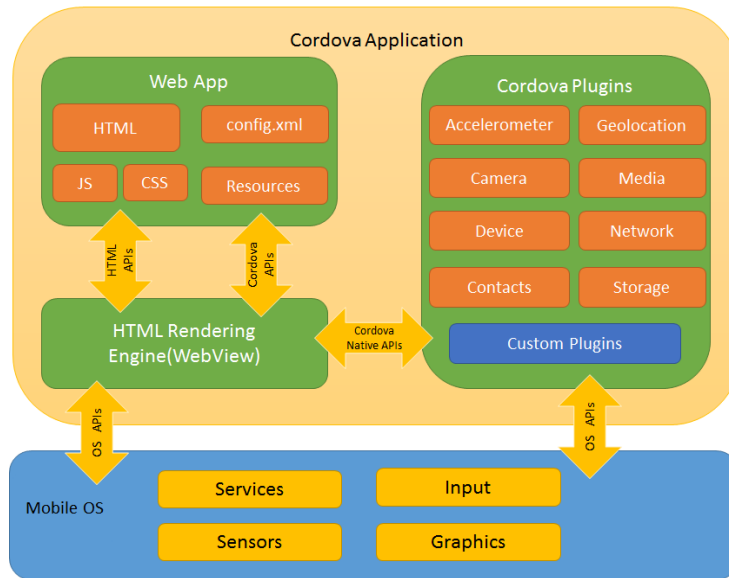 Cordova Application
Web App
HTML
config.xml
JS
CSS
Resources
Cordova Plugins
Accelerometer
Geolocation
Camera
Media
Device
Network
Contacts
Storage
Custom Plugins
HTML
APIs
Cordova
APIs
HTML Rendering
Engine(WebView)
Cordova
Native APIs
OS APIs
OS APIs
Mobile OS
Services
Input
Sensors
Graphics